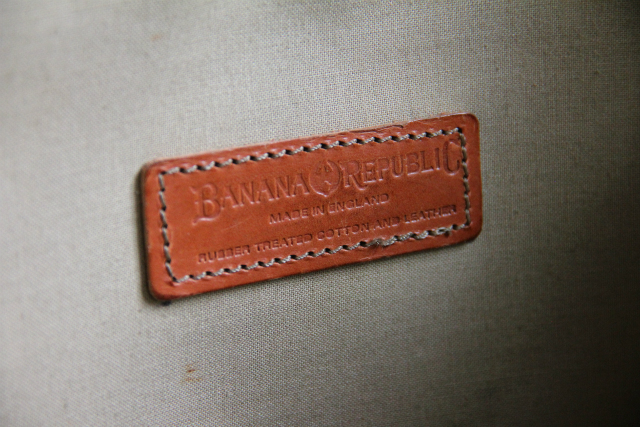 BANANA REPUBLIC
MADE IN ENGLAND
RUBBER TREATED COTTON AND LEATHER